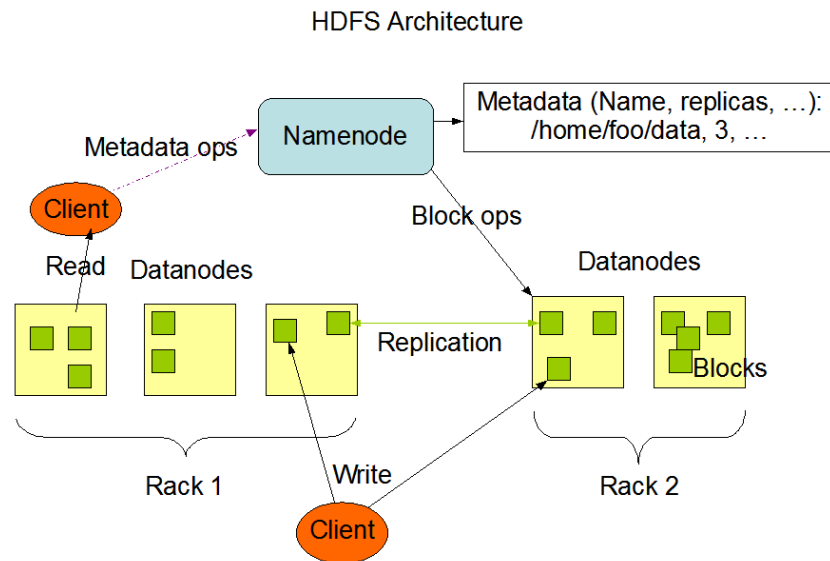 HDFS Architecture
Metadata (Name, replicas, …):
/home/foo/data, 3, …
Namenode
Metadata ops
Client
Block ops
Read
Datanodes
Datanodes
Replication
Blocks
Write
Rack 1
Rack 2
Client